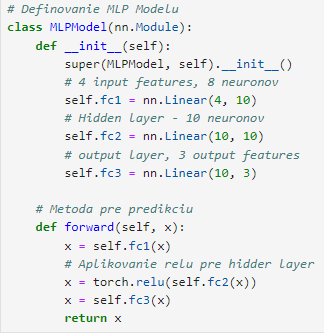 # Definovanie MLP Modelu
class MLPModel(nn.Module):
    def __init__(self):
        super(MLPModel, self).__init__()
        # 4 input features, 8 neuronov
        self.fc1 = nn.Linear(4, 10)
        # Hidden layer - 10 neuronov
        self.fc2 = nn.Linear(10, 10)
        # output layer, 3 output features
        self.fc3 = nn.Linear(10, 3)

    # Metoda pre predikciu
    def forward(self, x):
        x = self.fc1(x)
        # Aplikovanie relu pre hidder layer
        x = torch.relu(self.fc2(x))
        x = self.fc3(x)
        return x